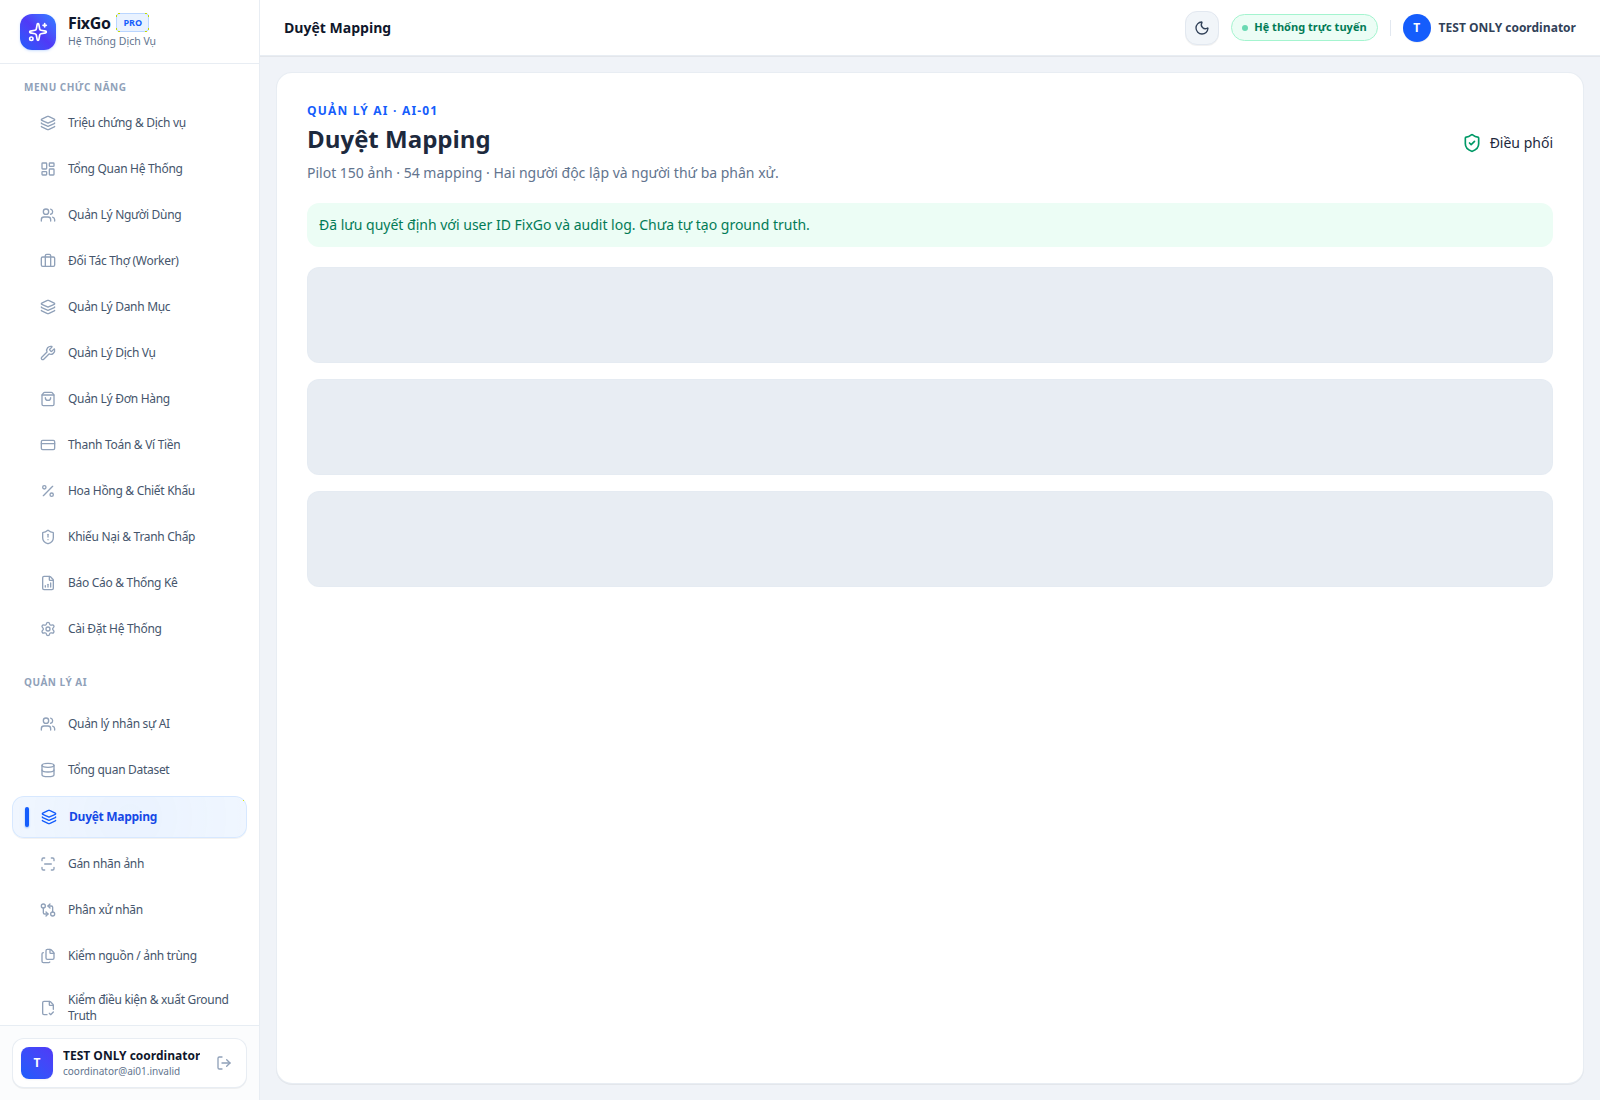 FixGo PRO
Hệ Thống Dịch Vụ
MENU CHỨC NĂNG
Triệu chứng & Dịch vụ
Tổng Quan Hệ Thống
Quản Lý Người Dùng
Đối Tác Thợ (Worker)
Quản Lý Danh Mục
Quản Lý Dịch Vụ
Quản Lý Đơn Hàng
Thanh Toán & Ví Tiền
Hoa Hồng & Chiết Khấu
Khiếu Nại & Tranh Chấp
Báo Cáo & Thống Kê
Cài Đặt Hệ Thống
QUẢN LÝ AI
Quản lý nhân sự AI
Tổng quan Dataset
Duyệt Mapping
Gán nhãn ảnh
Phân xử nhãn
Kiểm nguồn / ảnh trùng
Kiểm điều kiện & xuất Ground
Truth
T
TEST ONLY coordinator
coordinator@ai01.invalid
Duyệt Mapping
Hệ thống trực tuyến
T
TEST ONLY coordinator
QUẢN LÝ AI · AI-01
Duyệt Mapping
Điều phối
Pilot 150 ảnh · 54 mapping · Hai người độc lập và người thứ ba phân xử.
Đã lưu quyết định với user ID FixGo và audit log. Chưa tự tạo ground truth.